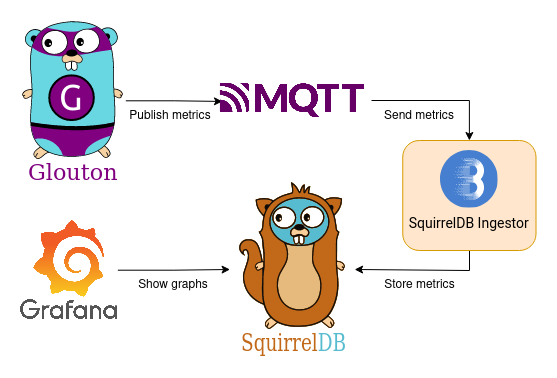 G
Glouton
Publish metrics
MQTT
Send metrics
B
SquirrelDB Ingestor
Grafana
Show graphs
SquirrelDB
Store metrics